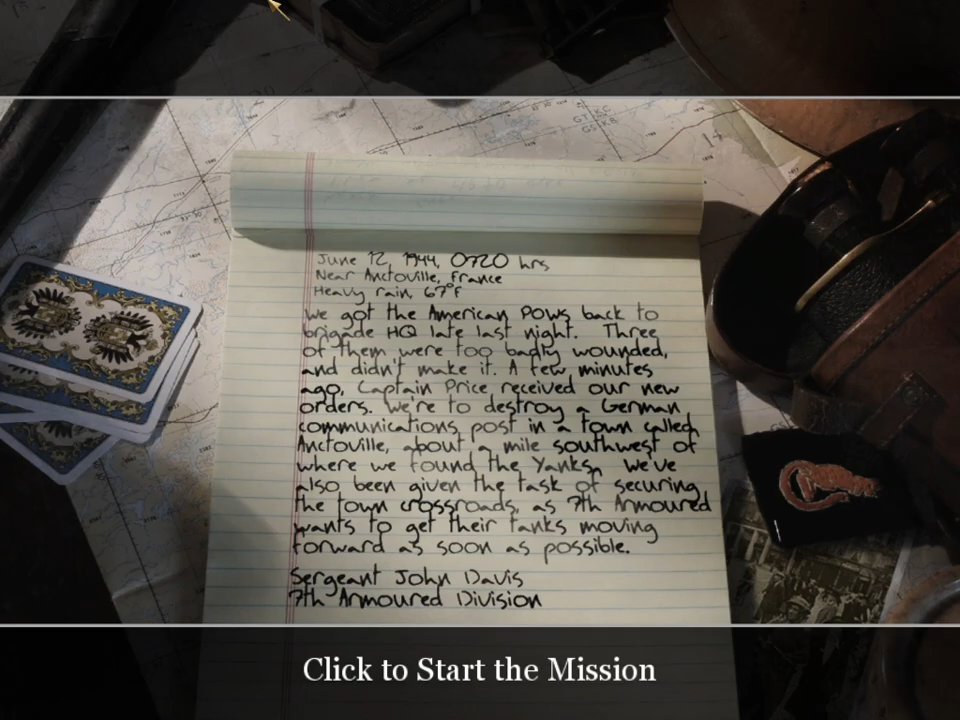 June 12, 1944, 0720 hrs
Near Anctoville, France
Heavy rain, 67°F
We got the American POWs back to
brigade HQ late last night. Three
of them were too badly wounded,
and didn't make it. A few minutes
ago, Captain Price received our new
orders. We're to destroy a German
communications post in a town called
Anctoville, about a mile southwest of
where we found the Yanks. We've
also been given the task of securing
the town crossroads, as 7th Armoured
wants to get their tanks moving
forward as soon as possible.
Sergeant John Davis
7th Armoured Division
Click to Start the Mission